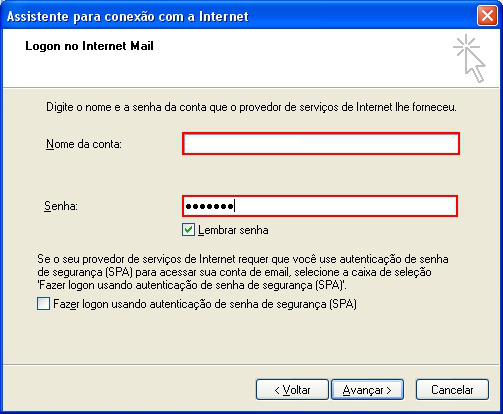 Assistente para conexão com a Internet
Logon no Internet Mail
Digite o nome e a senha da conta que o provedor de serviços de Internet lhe forneceu.
Nome da conta:
Senha:
●●●●●●●
Lembrar senha
Se o seu provedor de serviços de Internet requer que você use autenticação de senha
de segurança (SPA) para acessar sua conta de email, selecione a caixa de seleção
'Fazer logon usando autenticação de senha de segurança (SPA)'.
Fazer logon usando autenticação de senha de segurança (SPA)
< Voltar
Avançar >
Cancelar